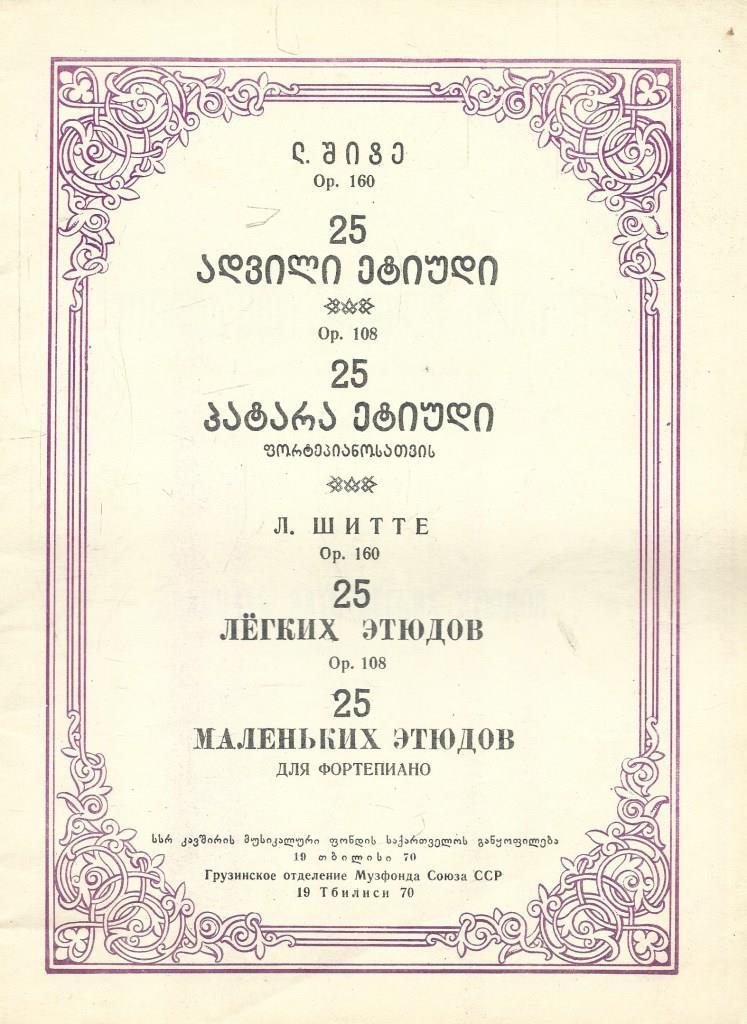 ლ. შიტე
Op. 160
25
ადვილი ეტიუდი
Op. 108
25
პატარა ეტიუდი
ფორტეპიანოსათვის
Л. ШИТТЕ
Op. 160
25
ЛЁГКИХ ЭТЮДОВ
Op. 108
25
МАЛЕНЬКИХ ЭТЮДОВ
ДЛЯ ФОРТЕПИАНО
სსრ კავშირის მუსიკალური ფონდის საქართველოს განყოფილება
19 თბილისი 70
Грузинское отделение Музфонда Союза ССР
19 Тбилиси 70